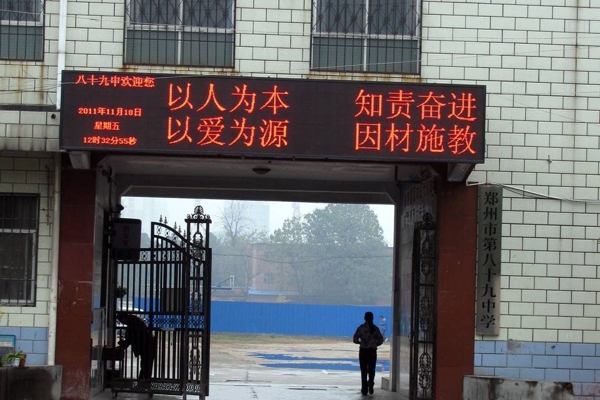 八十九中欢迎您
2011年11月18日
星期五
12时32分55秒
以人为本 知责奋进
以爱为源 因材施教
郑州市第八十九中学